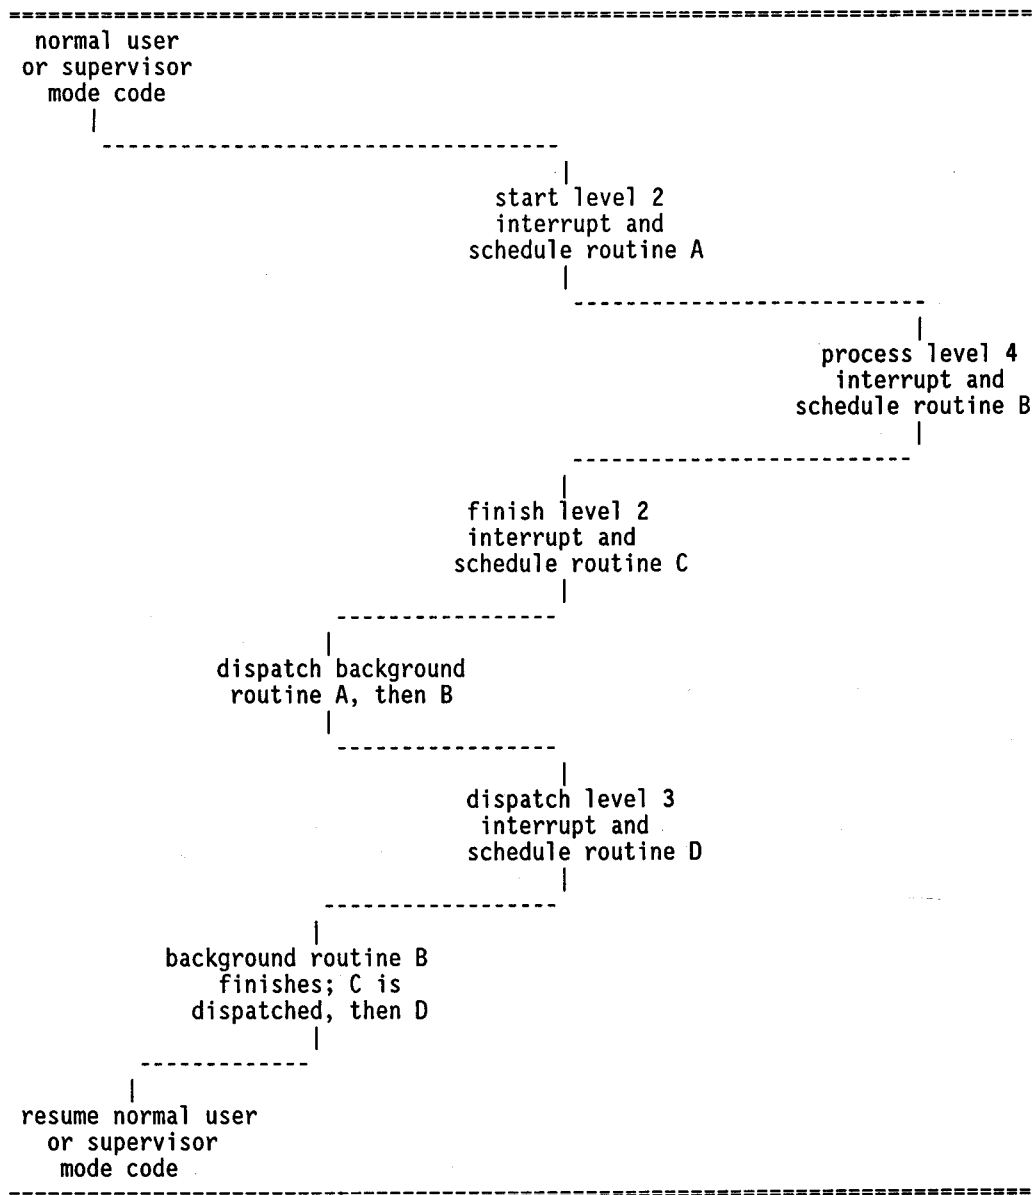 normal user
or supervisor
mode code
start level 2
interrupt and
schedule routine A
process level 4
interrupt and
schedule routine B
finish level 2
interrupt and
schedule routine C
dispatch background
routine A, then B
dispatch level 3
interrupt and
schedule routine D
background routine B
finishes; C is
dispatched, then D
resume normal user
or supervisor
mode code